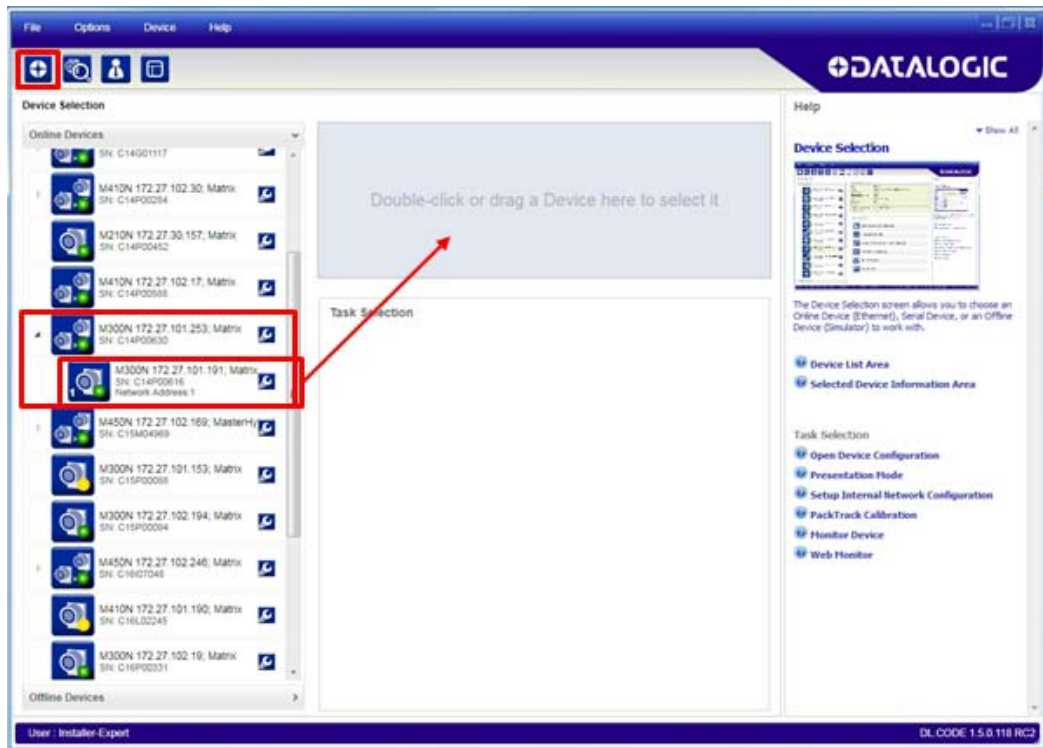 File Options Device Help
DATALOGIC
Device Selection
Online Devices
SN: C14G01117
M410N 172.27.102.30; Matrix
SN: C14P00264
M210N 172.27.30.157; Matrix
SN: C14P00452
M410N 172.27.102.17; Matrix
SN: C14P00588
M300N 172.27.101.253; Matrix
SN: C14P00630
M300N 172.27.101.191; Matrix
SN: C14P00616
Network Address:1
1
M450N 172.27.102.169; MasterHy
SN: C15M04969
M300N 172.27.101.153; Matrix
SN: C15P00088
M300N 172.27.102.194; Matrix
SN: C15P00094
M450N 172.27.102.246; Matrix
SN: C16I07046
M410N 172.27.101.190; Matrix
SN: C16L02245
M300N 172.27.102.19; Matrix
SN: C16P00331
Offline Devices
Double-click or drag a Device here to select it
Task Selection
Help
Show All
Device Selection
The Device Selection screen allows you to choose an
Online Device (Ethernet), Serial Device, or an Offline
Device (Simulator) to work with.
Device List Area
Selected Device Information Area
Task Selection
Open Device Configuration
Presentation Mode
Setup Internal Network Configuration
PackTrack Calibration
Monitor Device
Web Monitor
User : Installer-Expert
DL.CODE 1.5.0.118 RC2